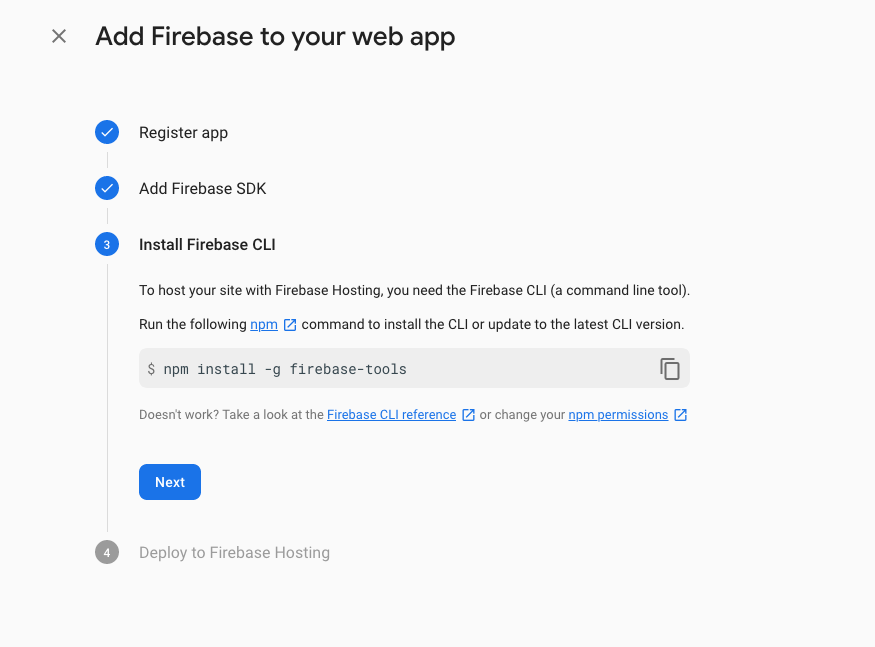 Add Firebase to your web app
Register app
Add Firebase SDK
3 Install Firebase CLI
To host your site with Firebase Hosting, you need the Firebase CLI (a command line tool).
Run the following npm command to install the CLI or update to the latest CLI version.
$ npm install -g firebase-tools
Doesn't work? Take a look at the Firebase CLI reference or change your npm permissions
Next
4 Deploy to Firebase Hosting